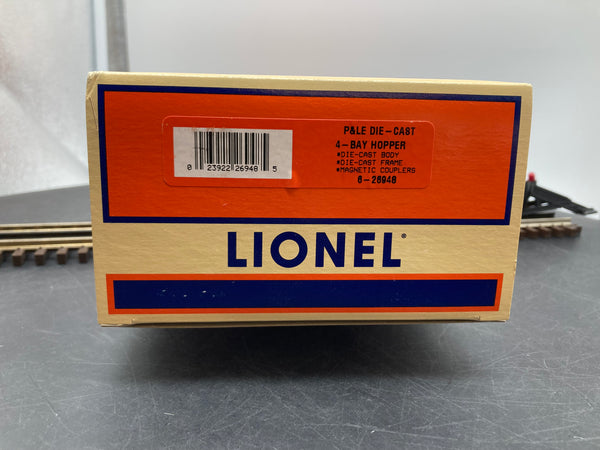 P&LE DIE-CAST
4-BAY HOPPER
*DIE-CAST BODY
*DIE-CAST FRAME
*MAGNETIC COUPLERS
6-26948
0 23922 26948 5
LIONEL®